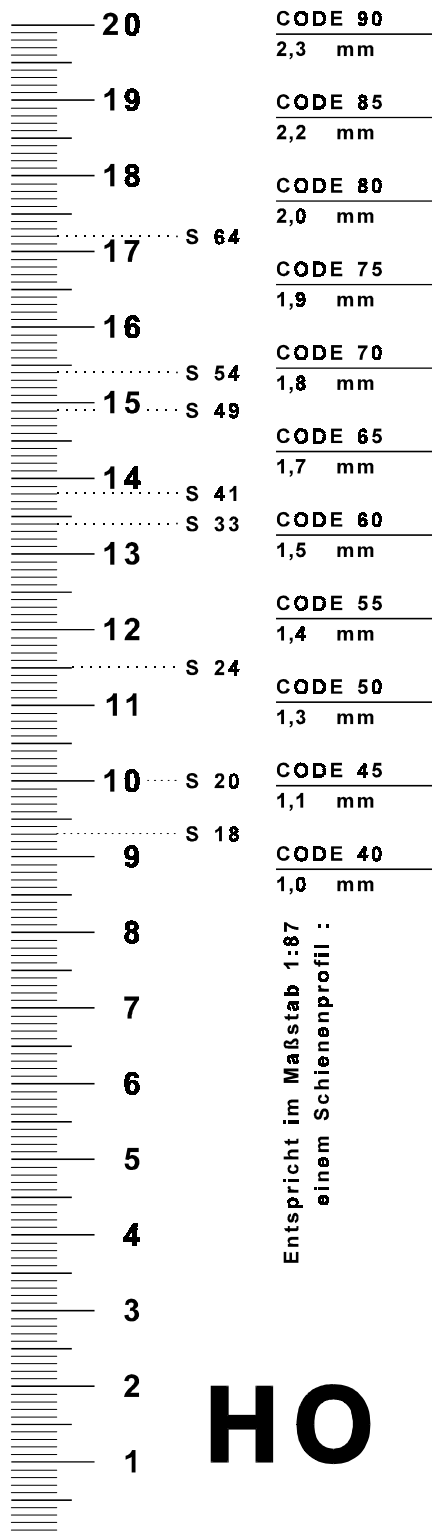 20
19
18
17
16
15
14
13
12
11
10
9
8
7
6
5
4
3
2
1
S 64
S 54
S 49
S 41
S 33
S 24
S 20
S 18
CODE 90
2,3 mm
CODE 85
2,2 mm
CODE 80
2,0 mm
CODE 75
1,9 mm
CODE 70
1,8 mm
CODE 65
1,7 mm
CODE 60
1,5 mm
CODE 55
1,4 mm
CODE 50
1,3 mm
CODE 45
1,1 mm
CODE 40
1,0 mm
Entspricht im Maßstab 1:87
einem Schienenprofil :
HO